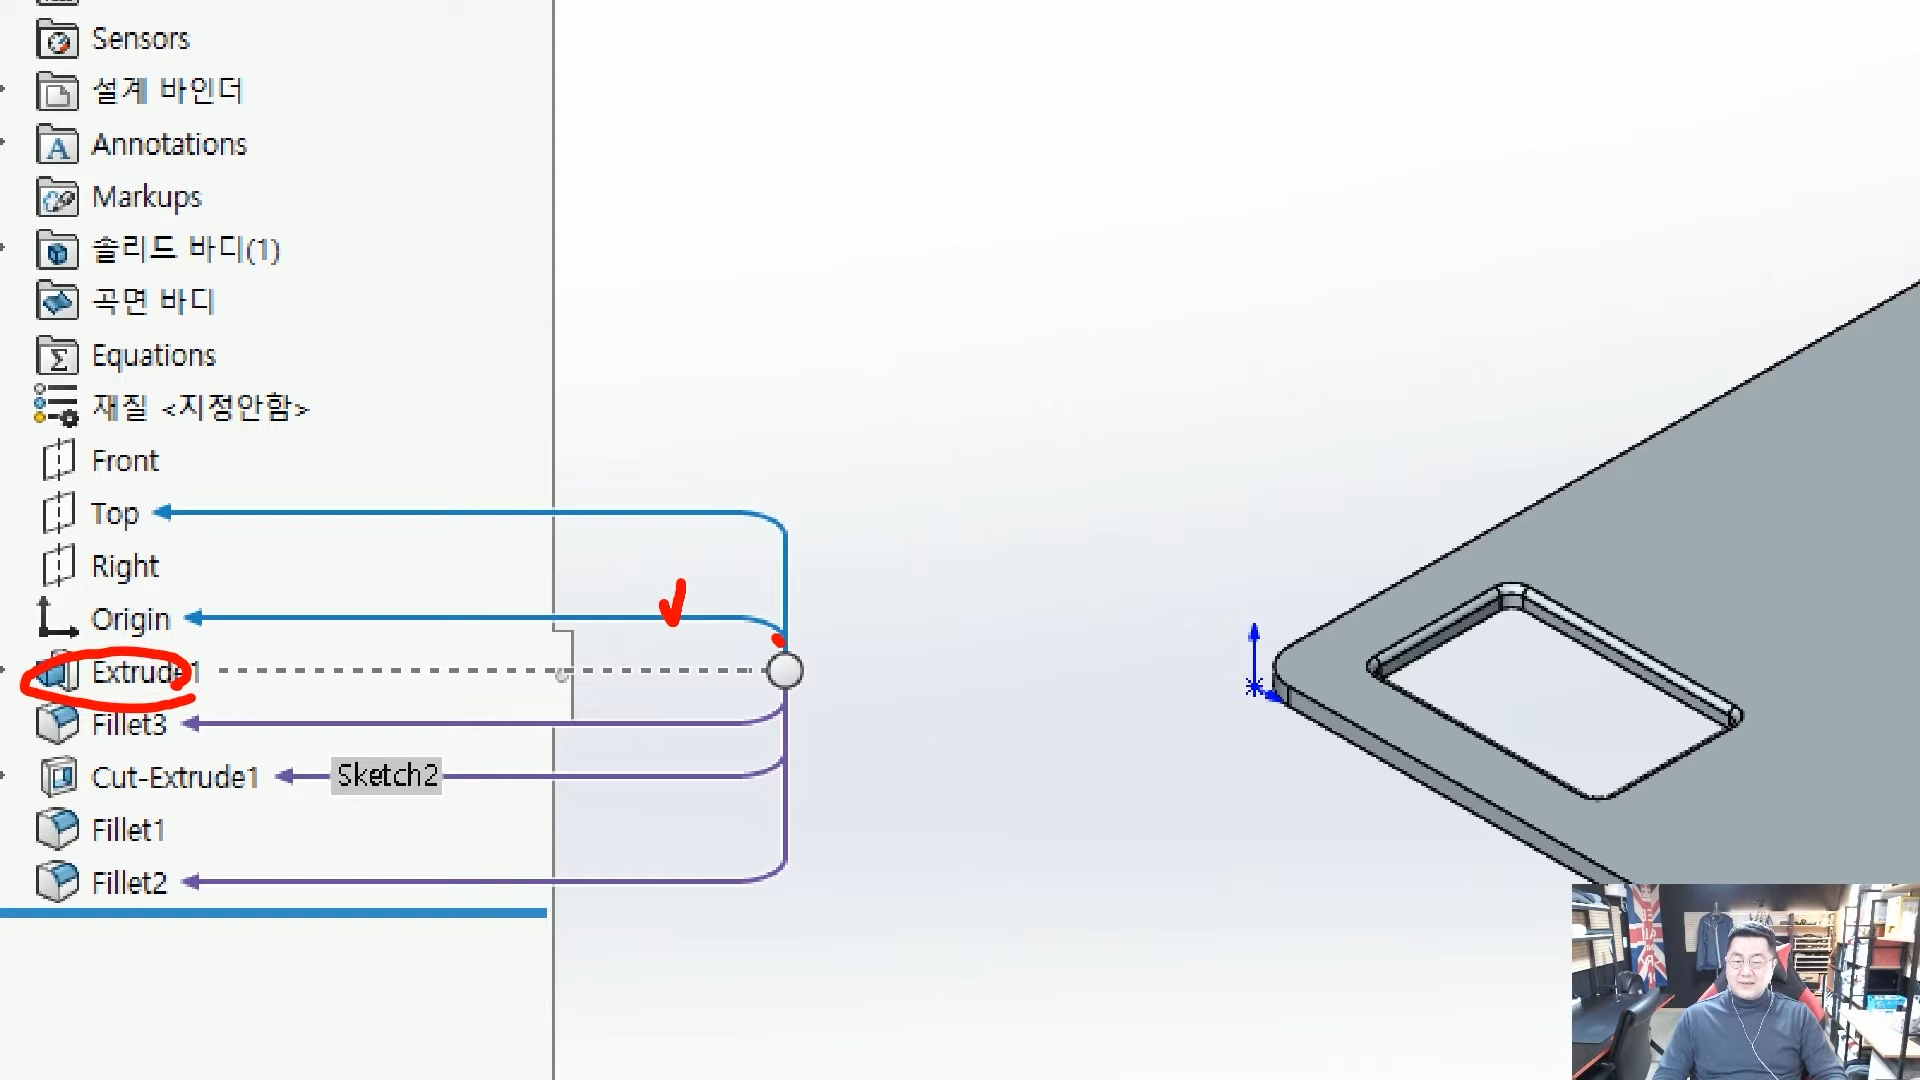 Sensors
설계 바인더
Annotations
Markups
솔리드 바디(1)
곡면 바디
Equations
재질 <지정안함>
Front
Top
Right
Origin
Extrude1
Fillet3
Cut-Extrude1
Sketch2
Fillet1
Fillet2